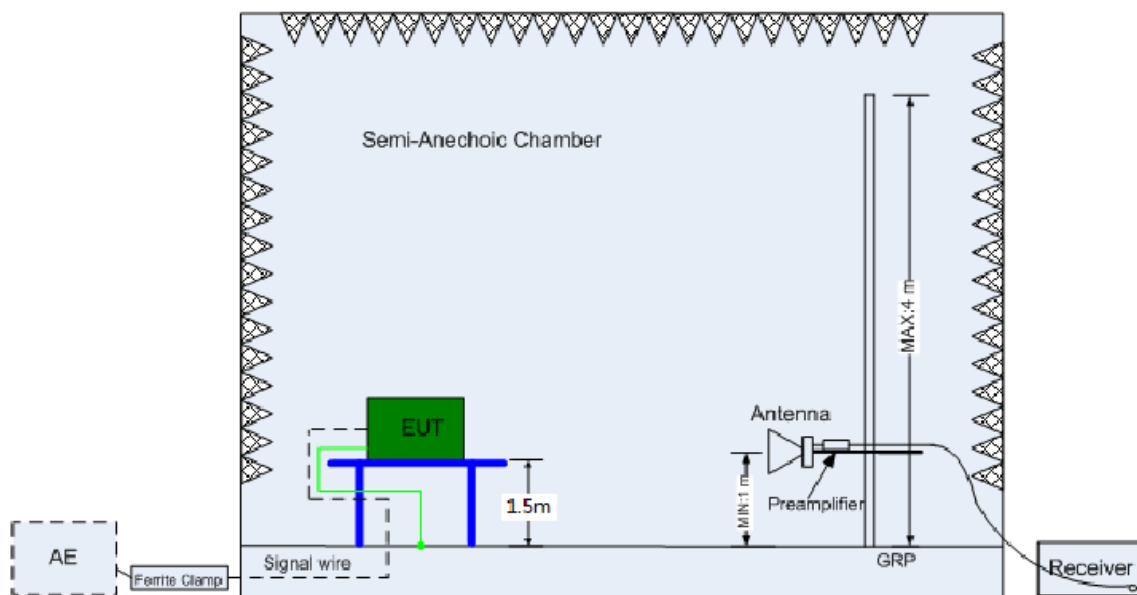 Semi-Anechoic Chamber
MAX:4 m
Antenna
EUT
MIN:1 m
Preamplifier
1.5m
AE
Signal wire
GRP
Ferrite Clamp
Receiver